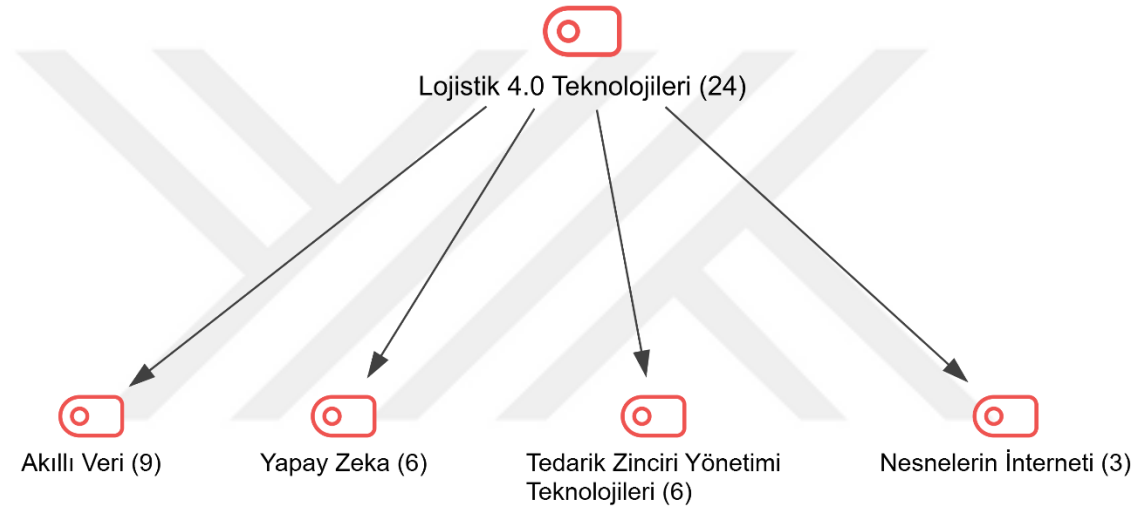 Lojistik 4.0 Teknolojileri (24)
Akıllı Veri (9)
Yapay Zeka (6)
Tedarik Zinciri Yönetimi
Teknolojileri (6)
Nesnelerin İnterneti (3)